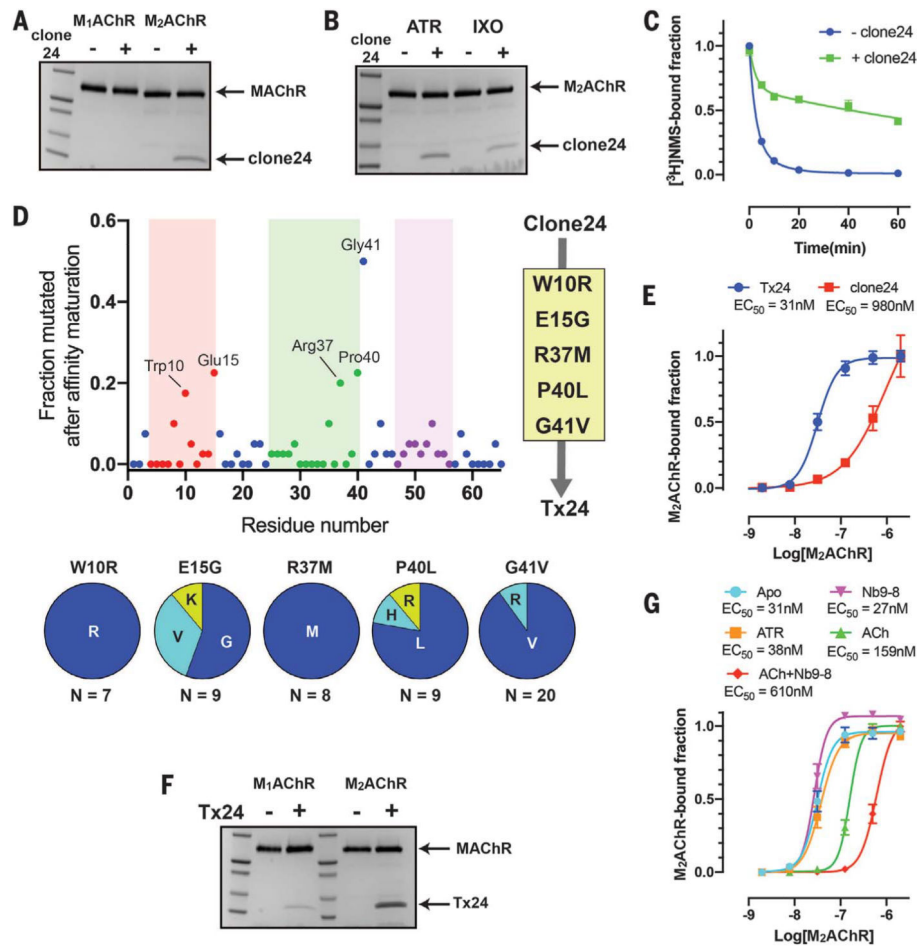 A
M₁AChR M₂AChR
clone
24 - + - +
MAChR
clone24
B
ATR IXO
clone
24 - + - +
M₂AChR
clone24
C
- clone24
+ clone24
[³H]NMS-bound fraction
1.0
0.5
0.0
0 20 40 60
Time(min)
D
Fraction mutated
after affinity maturation
0.6
0.4
0.2
0.0
Gly41
Trp10
Glu15
Arg37
Pro40
0 10 20 30 40 50 60
Residue number
Clone24
W10R
E15G
R37M
P40L
G41V
Tx24
W10R E15G R37M P40L G41V
R
K
V
G
M
R
H
L
R
V
N = 7 N = 9 N = 8 N = 9 N = 20
E
Tx24 clone24
EC₅₀ = 31nM EC₅₀ = 980nM
M₂AChR-bound fraction
1.0
0.5
0.0
-9 -8 -7 -6
Log[M₂AChR]
F
M₁AChR M₂AChR
Tx24 - + - +
MAChR
Tx24
G
Apo Nb9-8
EC₅₀ = 31nM EC₅₀ = 27nM
ATR ACh
EC₅₀ = 38nM EC₅₀ = 159nM
ACh+Nb9-8
EC₅₀ = 610nM
M₂AChR-bound fraction
1.0
0.5
0.0
-9 -8 -7 -6
Log[M₂AChR]